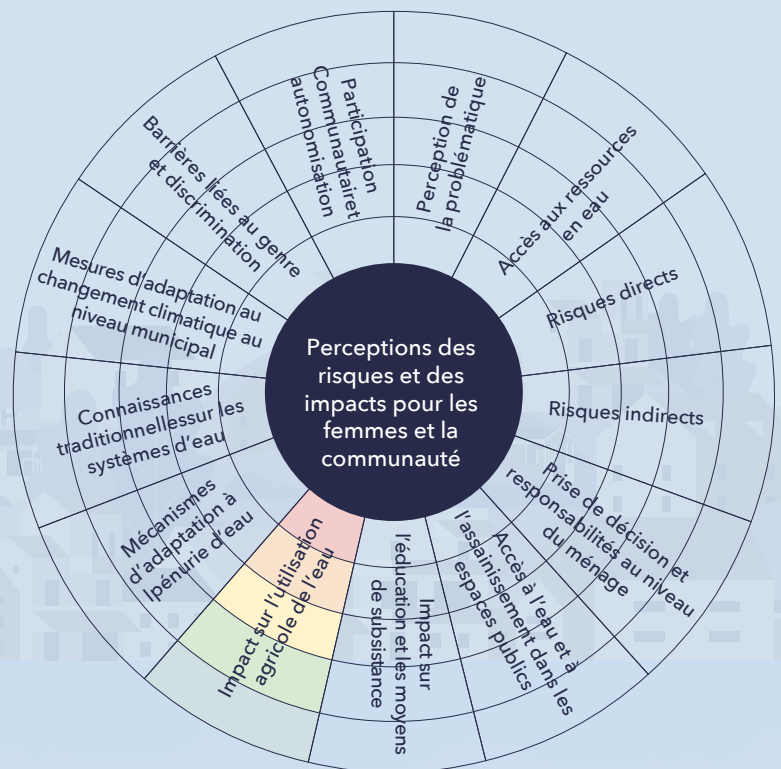 Perceptions des
risques et des
impacts pour les
femmes et la
communauté
Perception de
la problématique
Accès aux ressources
en eau
Risques directs
Risques indirects
Prise de décision et
responsabilités au niveau
du ménage
Accès à l'eau et à
l'assainissement dans les
espaces publics
Impact sur
l'éducation et les moyens
de subsistance
Impact sur l'utilisation
agricole de l'eau
Mécanismes
d'adaptation à
lpénurie d'eau
Connaissances
traditionnellessur les
systèmes d'eau
Mesures d'adaptation au
changement climatique au
niveau municipal
Barrières liées au genre
et discrimination
Participation
Communautairet
autonomisation